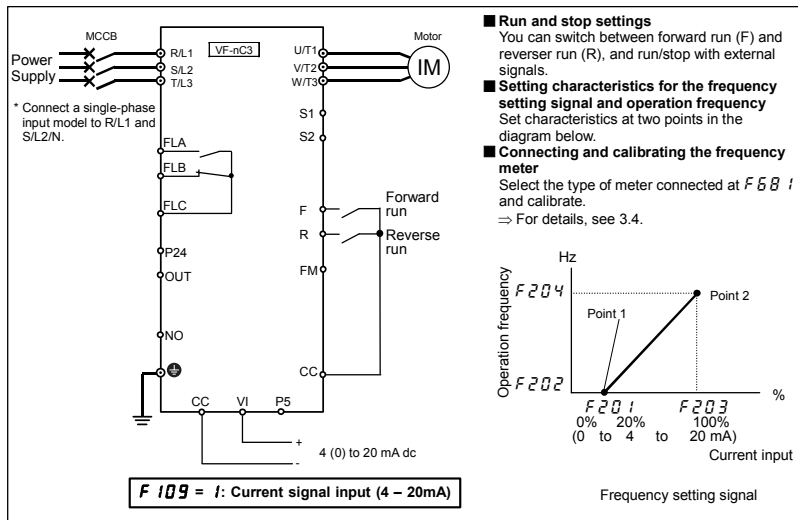 MCCB
Power
Supply
R/L1
S/L2
T/L3
VF-nC3
U/T1
V/T2
W/T3
Motor
IM
* Connect a single-phase
input model to R/L1 and
S/L2/N.
FLA
FLB
FLC
P24
OUT
NO
S1
S2
F
R
FM
CC
Forward
run
Reverse
run
CC VI P5
+
-
4 (0) to 20 mA dc
F109 = 1: Current signal input (4 – 20mA)
■ Run and stop settings
You can switch between forward run (F) and
reverser run (R), and run/stop with external
signals.
■ Setting characteristics for the frequency
setting signal and operation frequency
Set characteristics at two points in the
diagram below.
■ Connecting and calibrating the frequency
meter
Select the type of meter connected at F681
and calibrate.
⇒ For details, see 3.4.
Hz
Operation frequency
F204
F202
Point 1
Point 2
%
F201 F203
0% 20% 100%
(0 to 4 to 20 mA)
Current input
Frequency setting signal